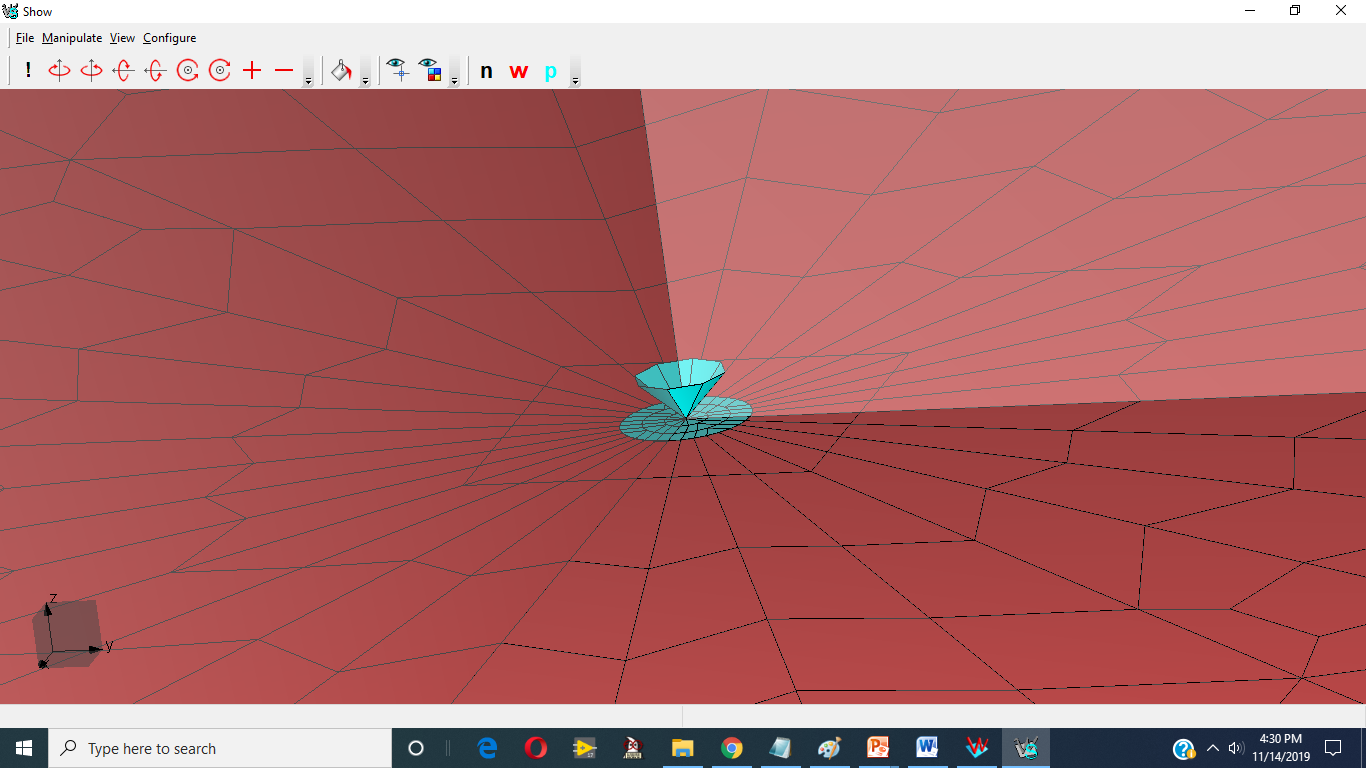 Show
File Manipulate View Configure
! n w p
z
y
x
Type here to search
4:30 PM
11/14/2019